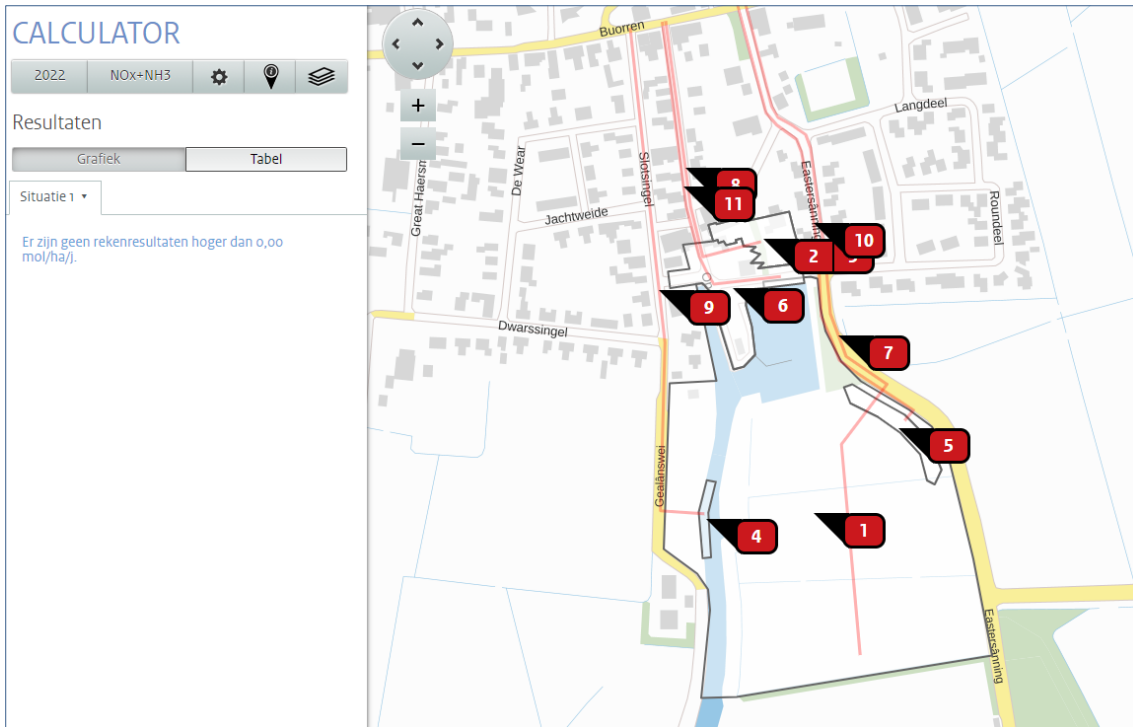 CALCULATOR
2022 NOx+NH3
Resultaten
Grafiek Tabel
Situatie 1
Er zijn geen rekenresultaten hoger dan 0,00
mol/ha/j.
Buorren
Langdeel
Great Haersm
De Wear
Slotsingel
Eastersânning
Roundeel
Jachtweide
8
11
10
2
9
6
Dwarssingel
7
5
Gealânswei
4
1
Eastersânning
+
−